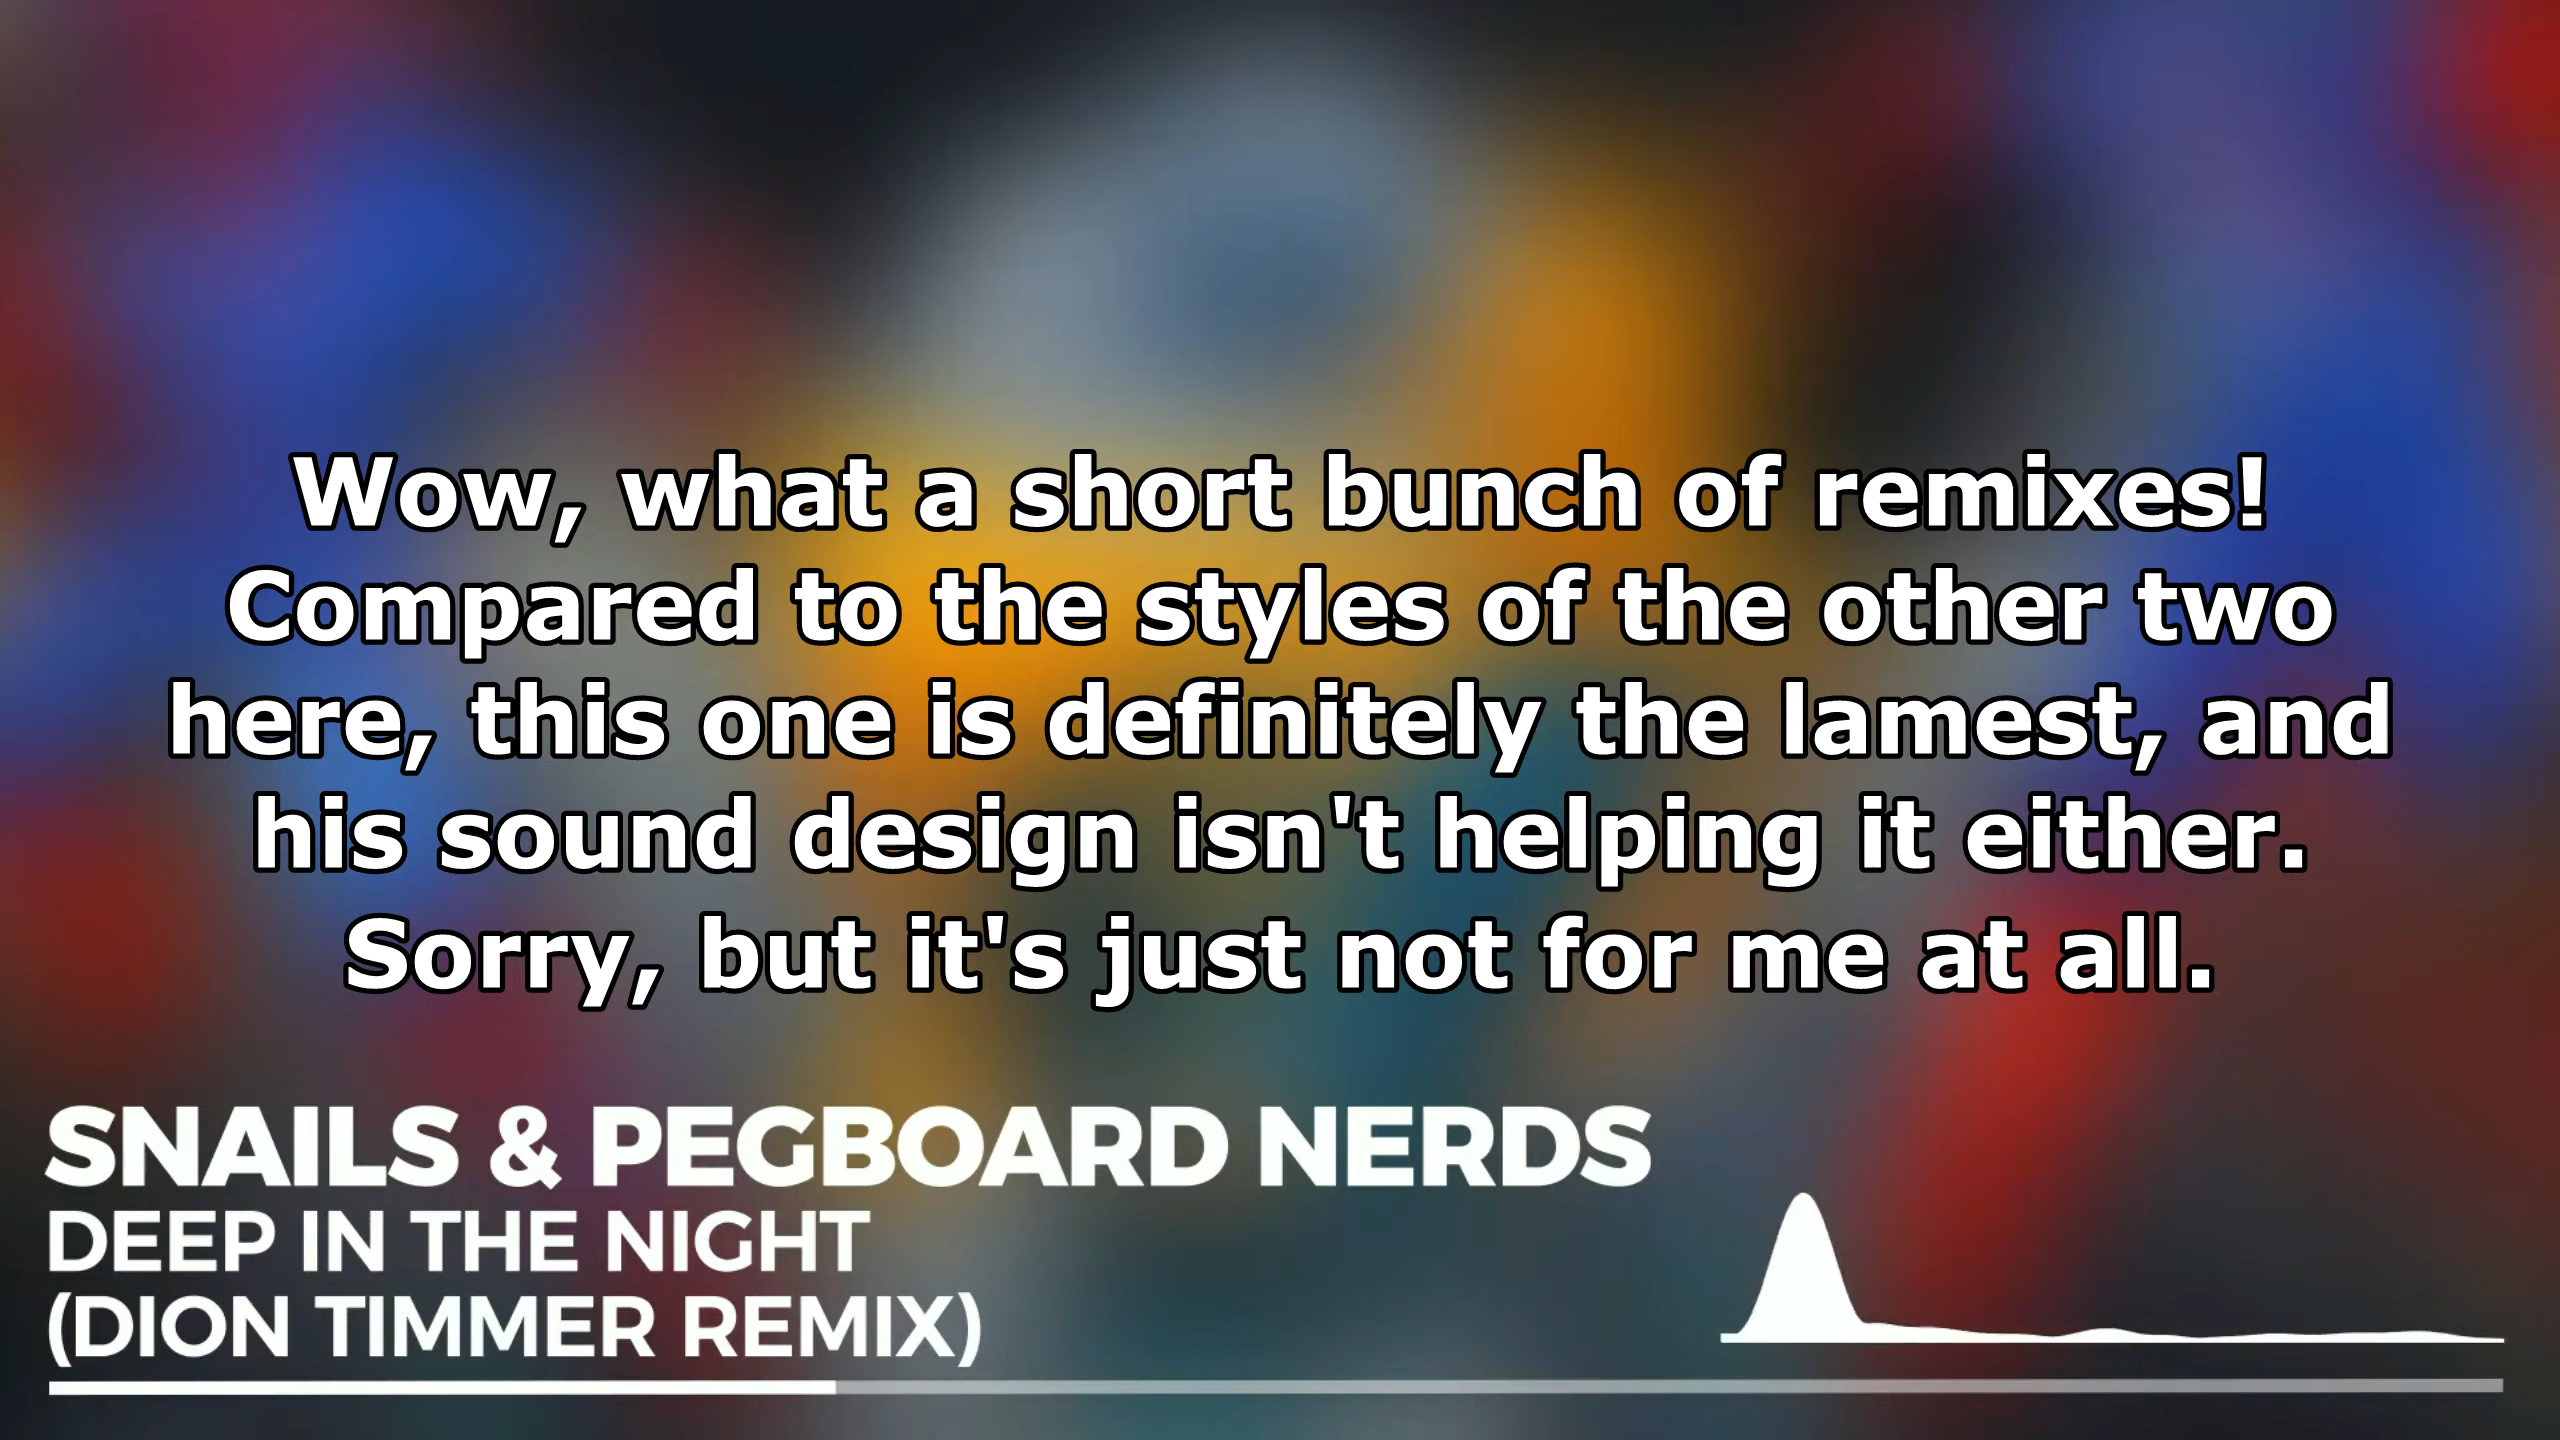 Wow, what a short bunch of remixes!
Compared to the styles of the other two
here, this one is definitely the lamest, and
his sound design isn't helping it either.
Sorry, but it's just not for me at all.
SNAILS & PEGBOARD NERDS
DEEP IN THE NIGHT
(DION TIMMER REMIX)